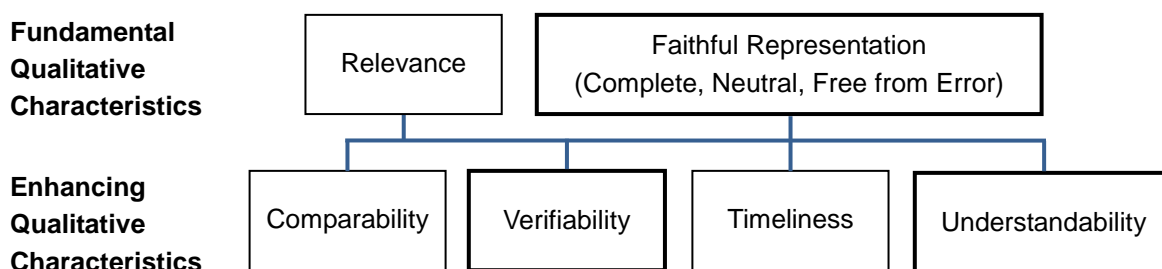 Fundamental
Qualitative
Characteristics
Relevance
Faithful Representation
(Complete, Neutral, Free from Error)
Enhancing
Qualitative
Characteristics
Comparability
Verifiability
Timeliness
Understandability